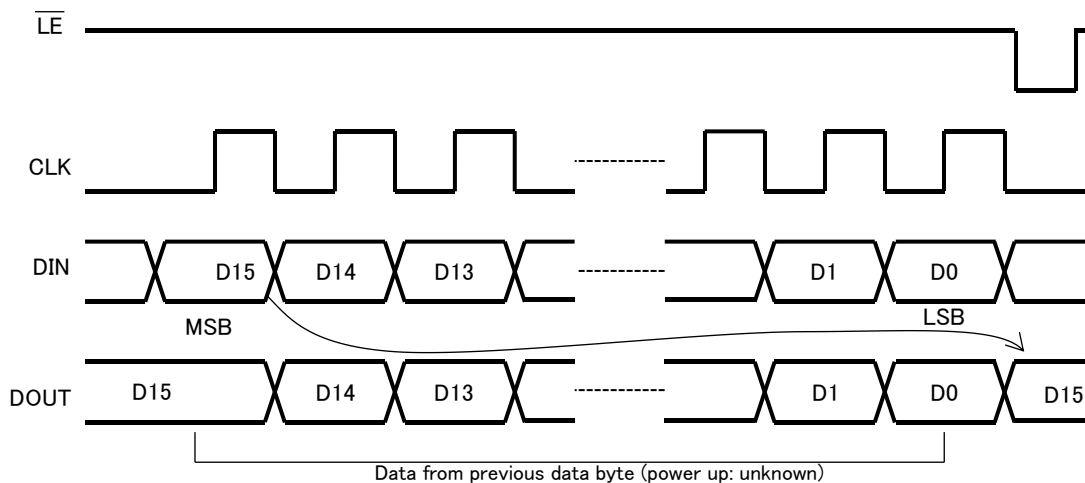 LE
CLK
DIN D15 D14 D13 D1 D0
MSB LSB
DOUT D15 D14 D13 D1 D0 D15
Data from previous data byte (power up: unknown)